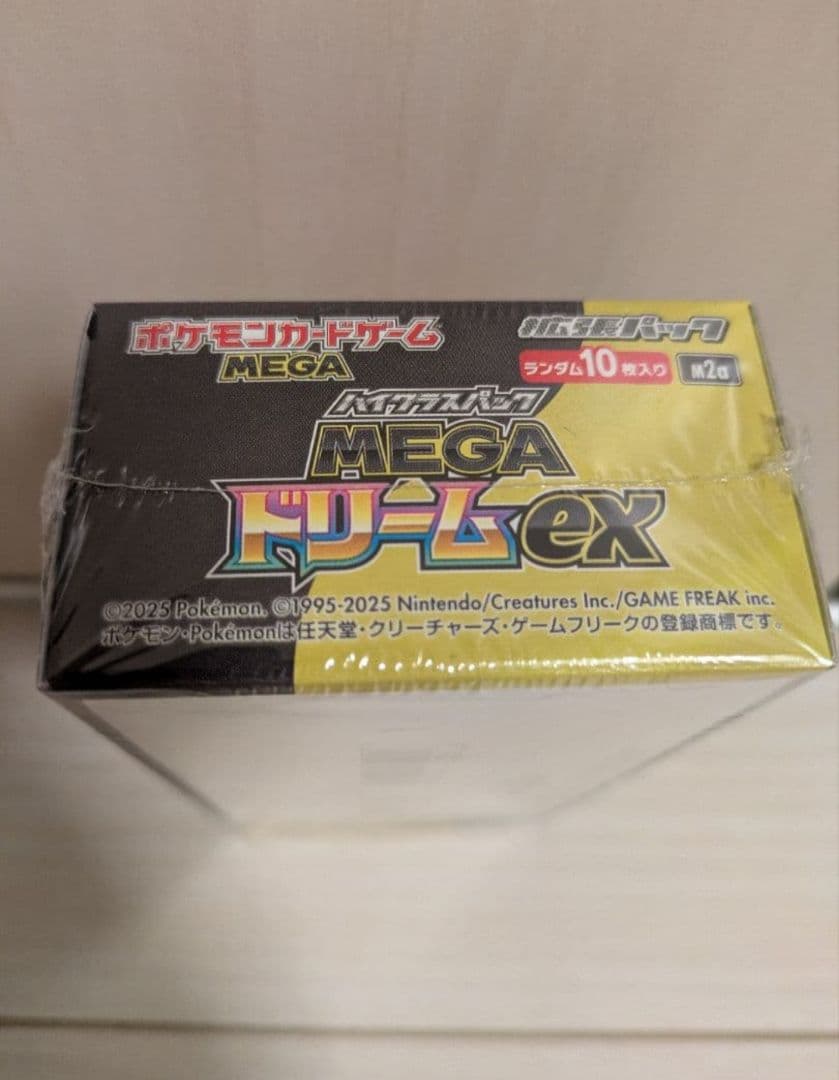 ポケモンカードゲーム
MEGA
拡張パック
ランダム10枚入り M2a
ハイクラスパック
MEGA
ドリームex
©2025 Pokémon. ©1995-2025 Nintendo/Creatures Inc./GAME FREAK inc.
ポケモン・Pokémonは任天堂・クリーチャーズ・ゲームフリークの登録商標です。